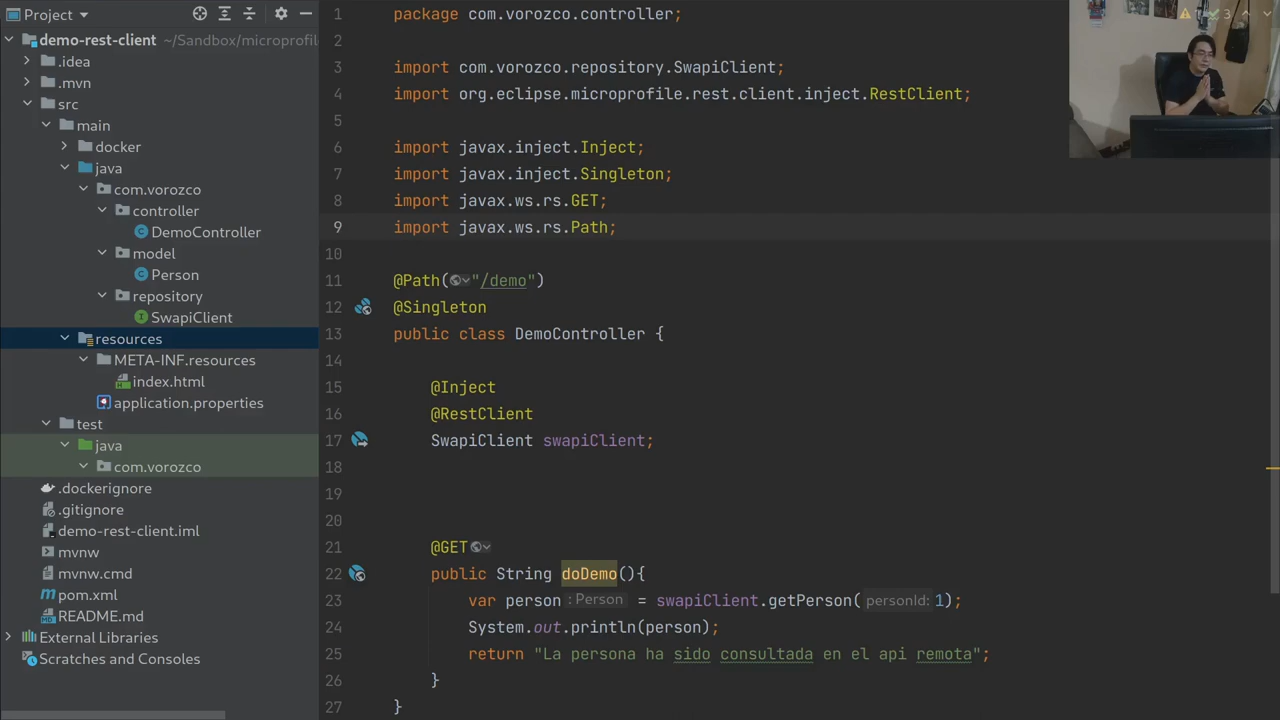 Project
demo-rest-client ~/Sandbox/microprofile
.idea
.mvn
src
main
docker
java
com.vorozco
controller
DemoController
model
Person
repository
SwapiClient
resources
META-INF.resources
index.html
application.properties
test
java
com.vorozco
.dockerignore
.gitignore
demo-rest-client.iml
mvnw
mvnw.cmd
pom.xml
README.md
External Libraries
Scratches and Consoles
1 package com.vorozco.controller;
2
3 import com.vorozco.repository.SwapiClient;
4 import org.eclipse.microprofile.rest.client.inject.RestClient;
5
6 import javax.inject.Inject;
7 import javax.inject.Singleton;
8 import javax.ws.rs.GET;
9 import javax.ws.rs.Path;
10
11 @Path("/demo")
12 @Singleton
13 public class DemoController {
14
15 @Inject
16 @RestClient
17 SwapiClient swapiClient;
18
19
20
21 @GET
22 public String doDemo(){
23 var person : Person = swapiClient.getPerson( personId: 1);
24 System.out.println(person);
25 return "La persona ha sido consultada en el api remota";
26 }
27 }
3